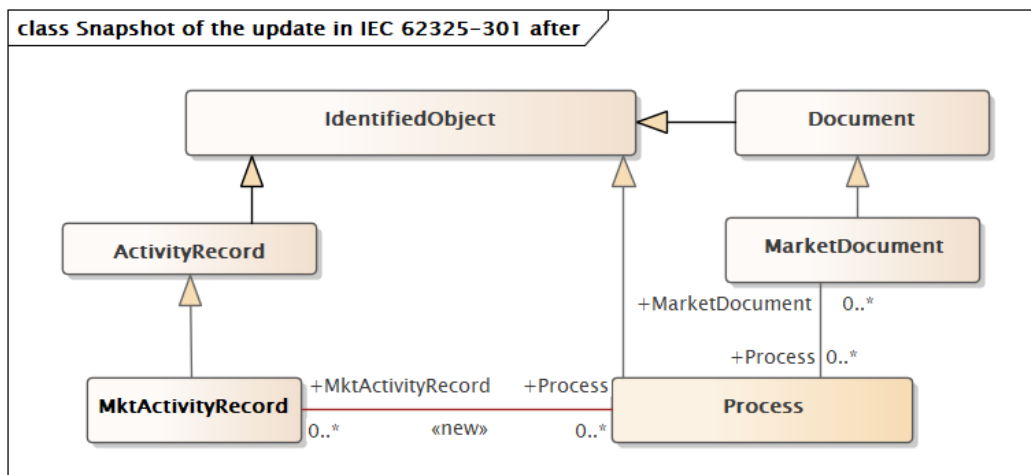 class Snapshot of the update in IEC 62325-301 after
IdentifiedObject
Document
ActivityRecord
MarketDocument
+MarketDocument 0..*
+Process 0..*
+MktActivityRecord +Process
MktActivityRecord
Process
0..* «new» 0..*